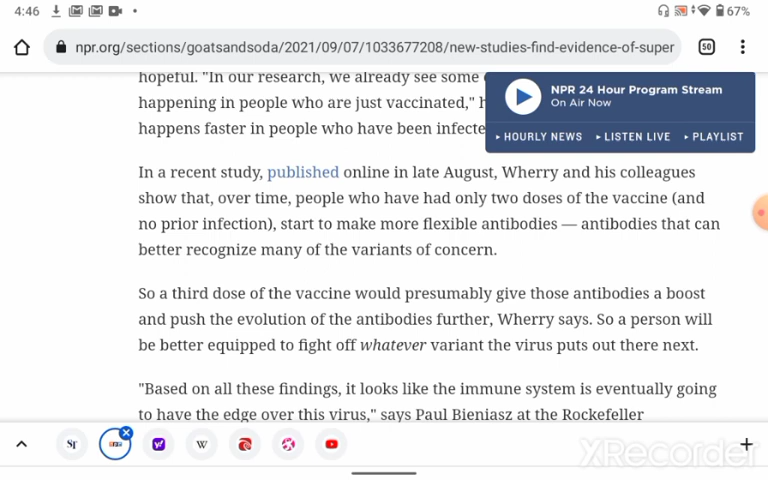 4:46
67%
npr.org/sections/goatsandsoda/2021/09/07/1033677208/new-studies-find-evidence-of-super
50
hopeful. "In our research, we already see some
happening in people who are just vaccinated," h
happens faster in people who have been infecte
NPR 24 Hour Program Stream
On Air Now
HOURLY NEWS LISTEN LIVE PLAYLIST
In a recent study, published online in late August, Wherry and his colleagues
show that, over time, people who have had only two doses of the vaccine (and
no prior infection), start to make more flexible antibodies — antibodies that can
better recognize many of the variants of concern.
So a third dose of the vaccine would presumably give those antibodies a boost
and push the evolution of the antibodies further, Wherry says. So a person will
be better equipped to fight off whatever variant the virus puts out there next.
"Based on all these findings, it looks like the immune system is eventually going
to have the edge over this virus," says Paul Bieniasz at the Rockefeller
Sr
y!
W
XRecorder